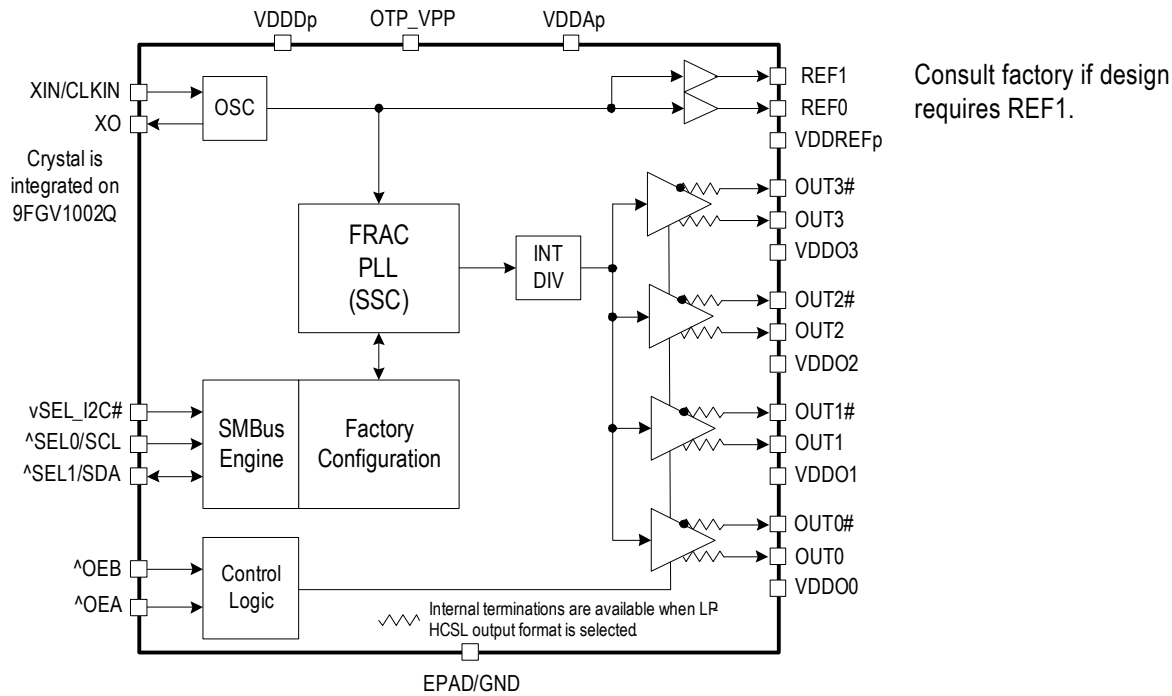 VDDDp
OTP_VPP
VDDAp
XIN/CLKIN
XO
Crystal is
integrated on
9FGV1002Q
OSC
REF1
REF0
VDDREFp
Consult factory if design
requires REF1.
FRAC
PLL
(SSC)
INT
DIV
OUT3#
OUT3
VDDO3
OUT2#
OUT2
VDDO2
vSEL_I2C#
^SEL0/SCL
^SEL1/SDA
SMBus
Engine
Factory
Configuration
OUT1#
OUT1
VDDO1
OUT0#
OUT0
VDDO0
^OEB
^OEA
Control
Logic
Internal terminations are available when LP-
HCSL output format is selected.
EPAD/GND